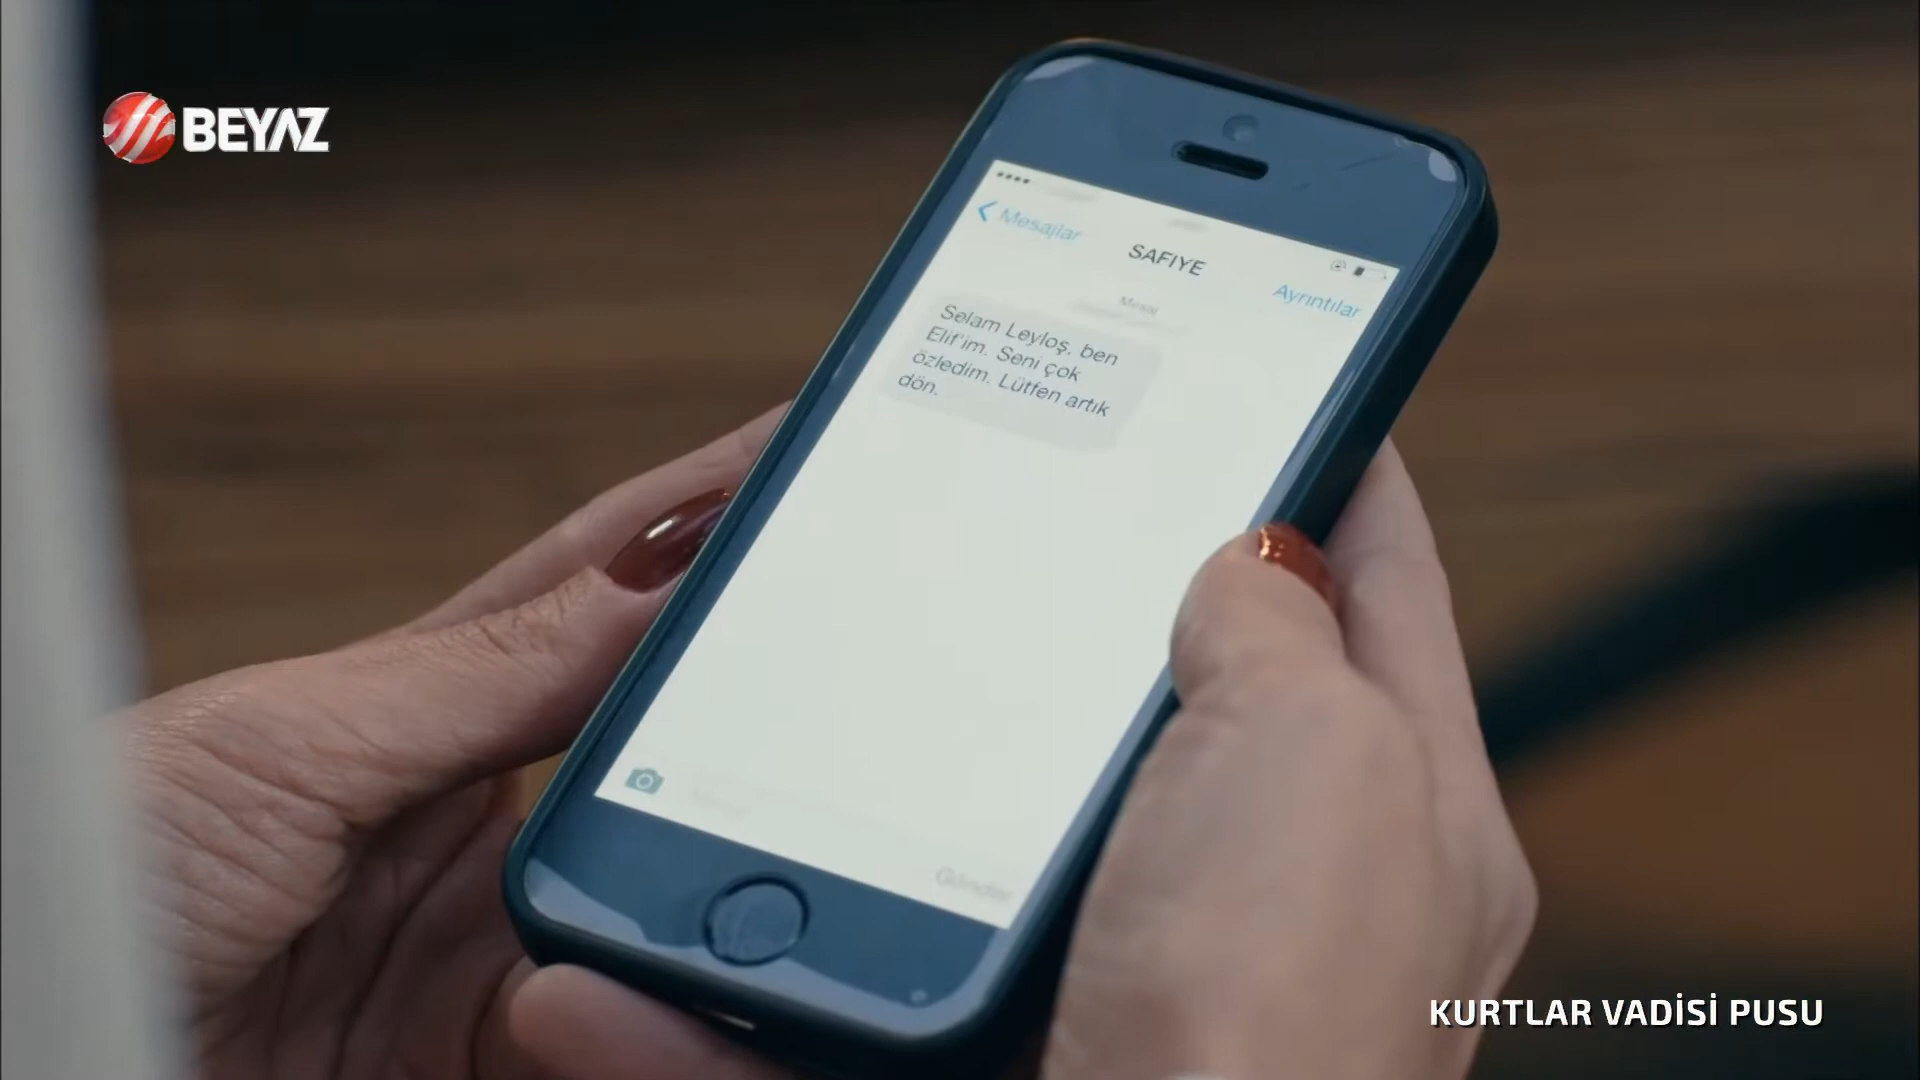 BEYAZ
Mesajlar
SAFIYE
Ayrıntılar
Mesaj
Selam Leyloş, ben
Elif'im. Seni çok
özledim. Lütfen artık
dön.
Gönder
KURTLAR VADİSİ PUSU